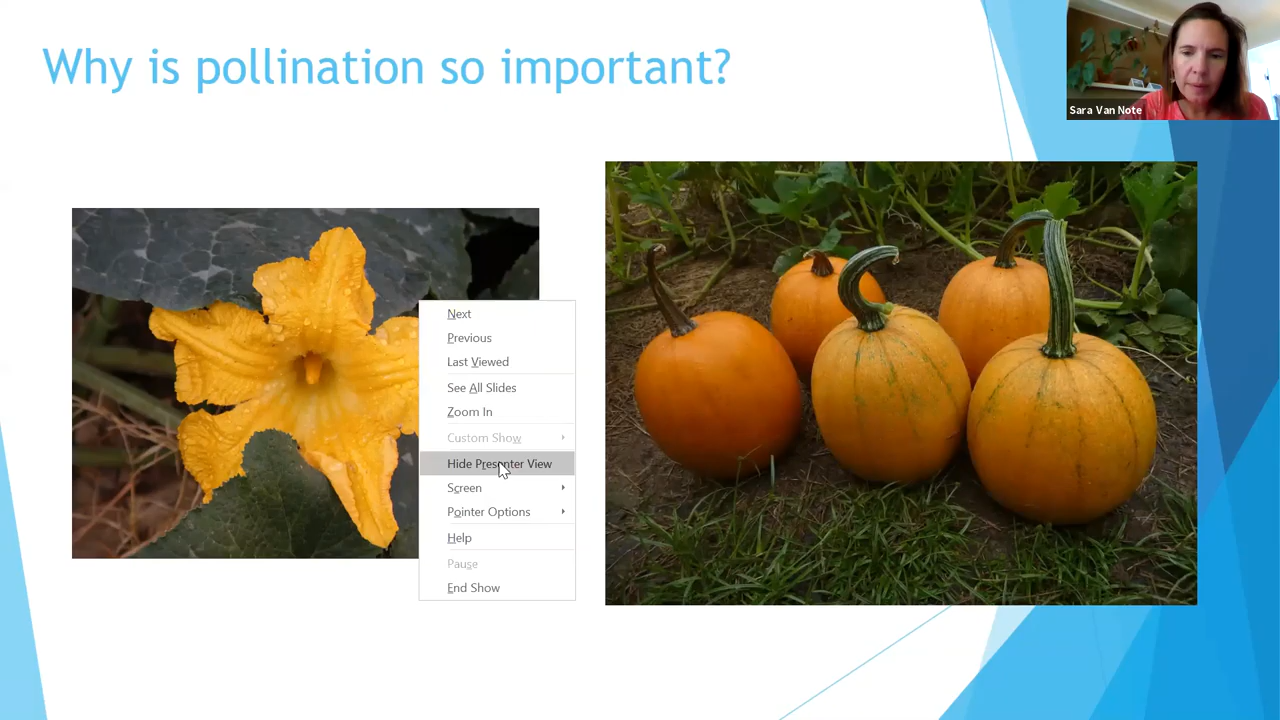 Why is pollination so important?
Sara Van Note
Next
Previous
Last Viewed
See All Slides
Zoom In
Custom Show
Hide Presenter View
Screen
Pointer Options
Help
Pause
End Show